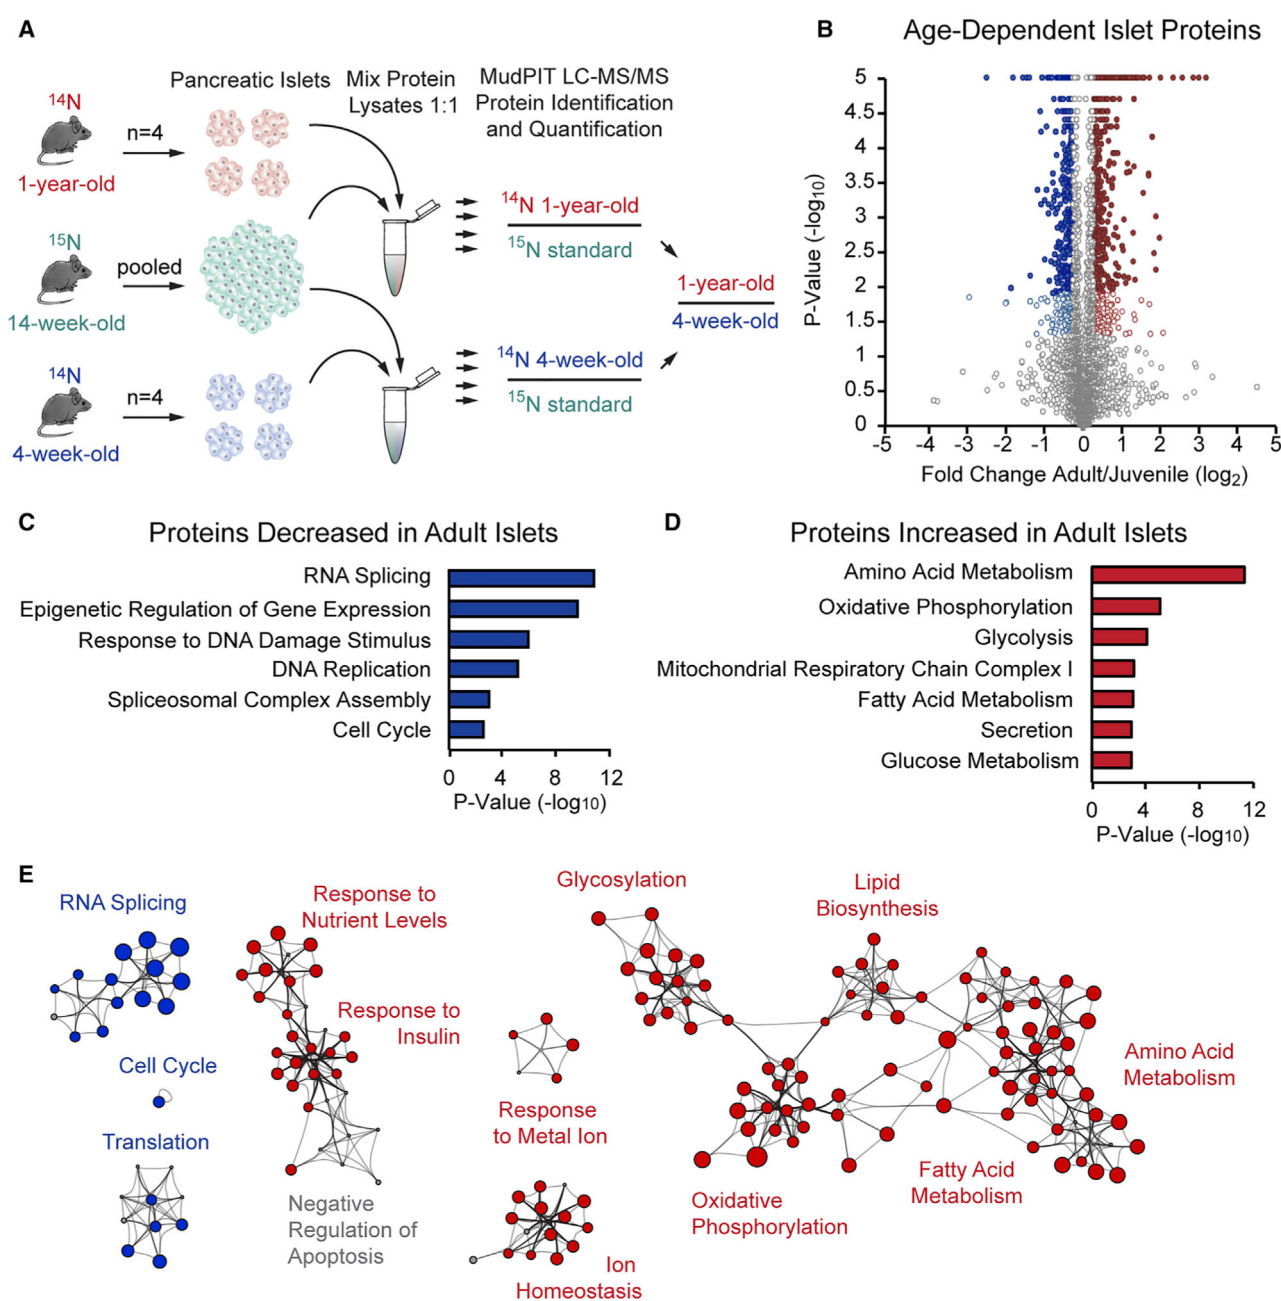 A
Pancreatic Islets
Mix Protein
Lysates 1:1
MudPIT LC-MS/MS
Protein Identification
and Quantification
14N
n=4
1-year-old
15N
pooled
14-week-old
14N
n=4
4-week-old
14N 1-year-old
15N standard
14N 4-week-old
15N standard
1-year-old
4-week-old
B
Age-Dependent Islet Proteins
P-Value (-log10)
5
4.5
4
3.5
3
2.5
2
1.5
1
0.5
0
-5 -4 -3 -2 -1 0 1 2 3 4 5
Fold Change Adult/Juvenile (log2)
C
Proteins Decreased in Adult Islets
RNA Splicing
Epigenetic Regulation of Gene Expression
Response to DNA Damage Stimulus
DNA Replication
Spliceosomal Complex Assembly
Cell Cycle
0 4 8 12
P-Value (-log10)
D
Proteins Increased in Adult Islets
Amino Acid Metabolism
Oxidative Phosphorylation
Glycolysis
Mitochondrial Respiratory Chain Complex I
Fatty Acid Metabolism
Secretion
Glucose Metabolism
0 4 8 12
P-Value (-log10)
E
RNA Splicing
Cell Cycle
Translation
Response to
Nutrient Levels
Response to
Insulin
Negative
Regulation of
Apoptosis
Glycosylation
Response
to Metal Ion
Ion
Homeostasis
Lipid
Biosynthesis
Oxidative
Phosphorylation
Fatty Acid
Metabolism
Amino Acid
Metabolism